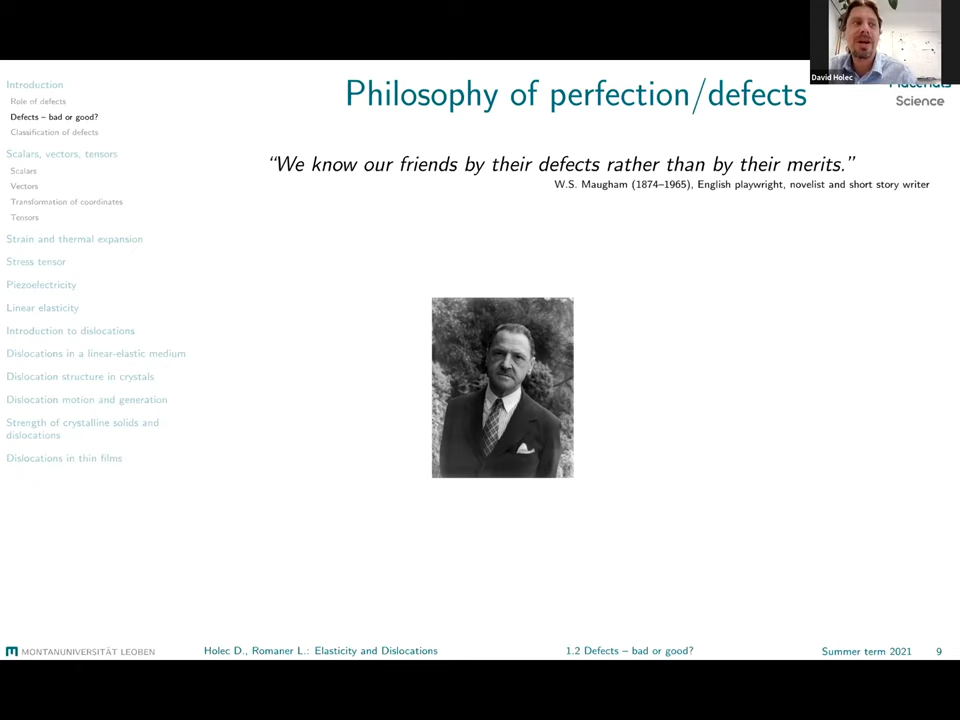 David Holec
Materials
Science
Introduction
Role of defects
Defects – bad or good?
Classification of defects
Scalars, vectors, tensors
Scalars
Vectors
Transformation of coordinates
Tensors
Strain and thermal expansion
Stress tensor
Piezoelectricity
Linear elasticity
Introduction to dislocations
Dislocations in a linear-elastic medium
Dislocation structure in crystals
Dislocation motion and generation
Strength of crystalline solids and
dislocations
Dislocations in thin films
Philosophy of perfection/defects
“We know our friends by their defects rather than by their merits.”
W.S. Maugham (1874–1965), English playwright, novelist and short story writer
MONTANUNIVERSITÄT LEOBEN
Holec D., Romaner L.: Elasticity and Dislocations
1.2 Defects – bad or good?
Summer term 2021
9